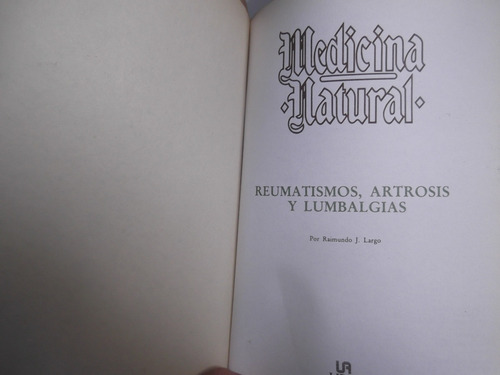 Medicina
·Natural·
REUMATISMOS, ARTROSIS
Y LUMBALGIAS
Por Raimundo J. Largo